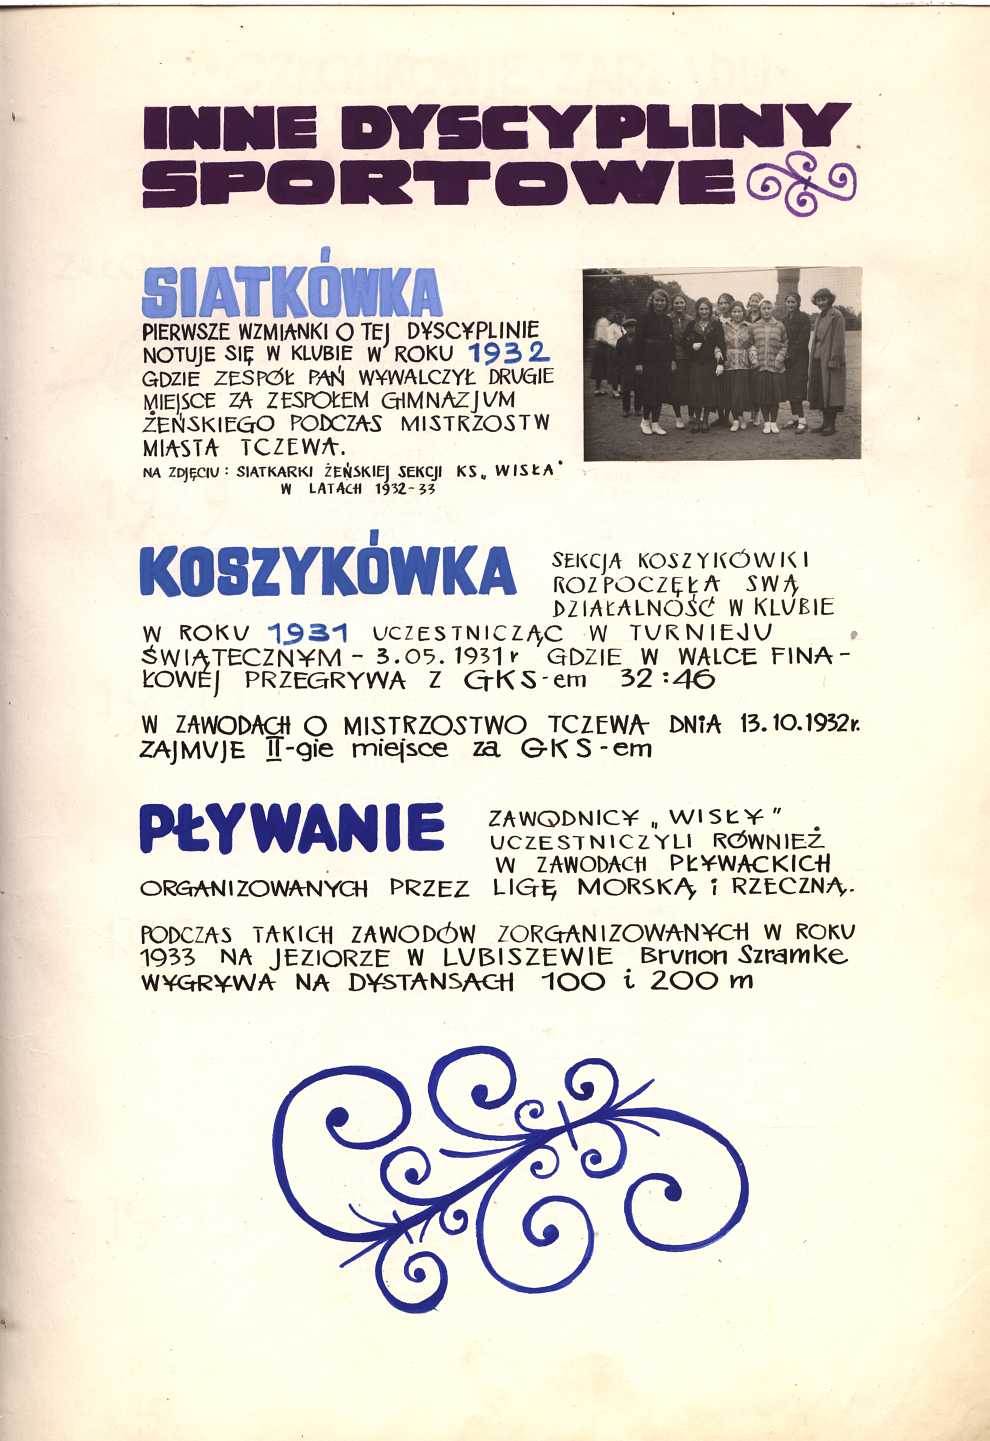 INNE DYSCYPLINY
SPORTOWE
SIATKÓWKA
PIERWSZE WZMIANKI O TEJ DYSCYPLINIE
NOTUJE SIĘ W KLUBIE W ROKU 1932
GDZIE ZESPÓŁ PAŃ WYWALCZYŁ DRUGIE
MIEJSCE ZA ZESPOŁEM GIMNAZJUM
ŻEŃSKIEGO PODCZAS MISTRZOSTW
MIASTA TCZEWA.
NA ZDJĘCIU: SIATKARKI ŻEŃSKIEJ SEKCJI KS „WISŁA"
W LATACH 1932-33
KOSZYKÓWKA
SEKCJA KOSZYKÓWKI
ROZPOCZĘŁA SWĄ
DZIAŁALNOŚĆ W KLUBIE
W ROKU 1931 UCZESTNICZĄC W TURNIEJU
ŚWIĄTECZNYM - 3.05.1931r GDZIE W WALCE FINA-
ŁOWEJ PRZEGRYWA Z GKS-em 32:46
W ZAWODACH O MISTRZOSTWO TCZEWA DNiA 13.10.1932r.
ZAJMUJE II-gie miejsce za GKS-em
PŁYWANIE
ZAWODNICY „WISŁY"
UCZESTNICZYLI RÓWNIEŻ
W ZAWODACH PŁYWACKICH
ORGANIZOWANYCH PRZEZ LIGĘ MORSKĄ i RZECZNĄ.
PODCZAS TAKICH ZAWODÓW ZORGANIZOWANYCH W ROKU
1933 NA JEZIORZE W LUBISZEWIE Brunon Szramke
WYGRYWA NA DYSTANSACH 100 i 200 m